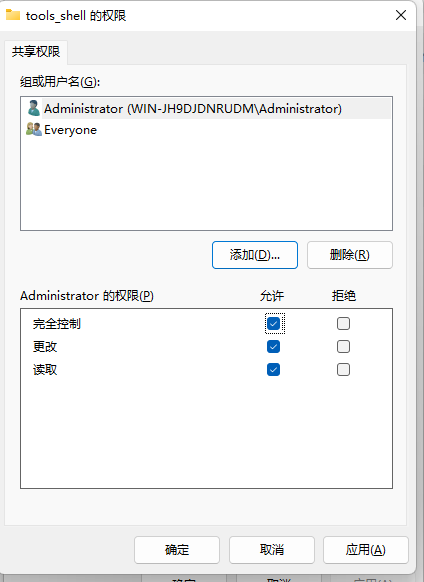 tools_shell 的权限
共享权限
组或用户名(G):
Administrator (WIN-JH9DJDNRUDM\Administrator)
Everyone
添加(D)... 删除(R)
Administrator 的权限(P) 允许 拒绝
完全控制
更改
读取
确定 取消 应用(A)